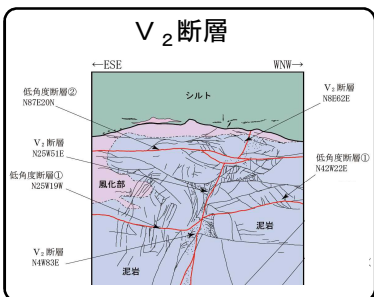 V₂断層
←ESE
WNW→
低角度断層②
N87E20N
V₂断層
N8E62E
シルト
V₂断層
N25W51E
低角度断層①
N25W19W
低角度断層①
N42W22E
風化部
泥岩
V₂断層
N4W83E
泥岩